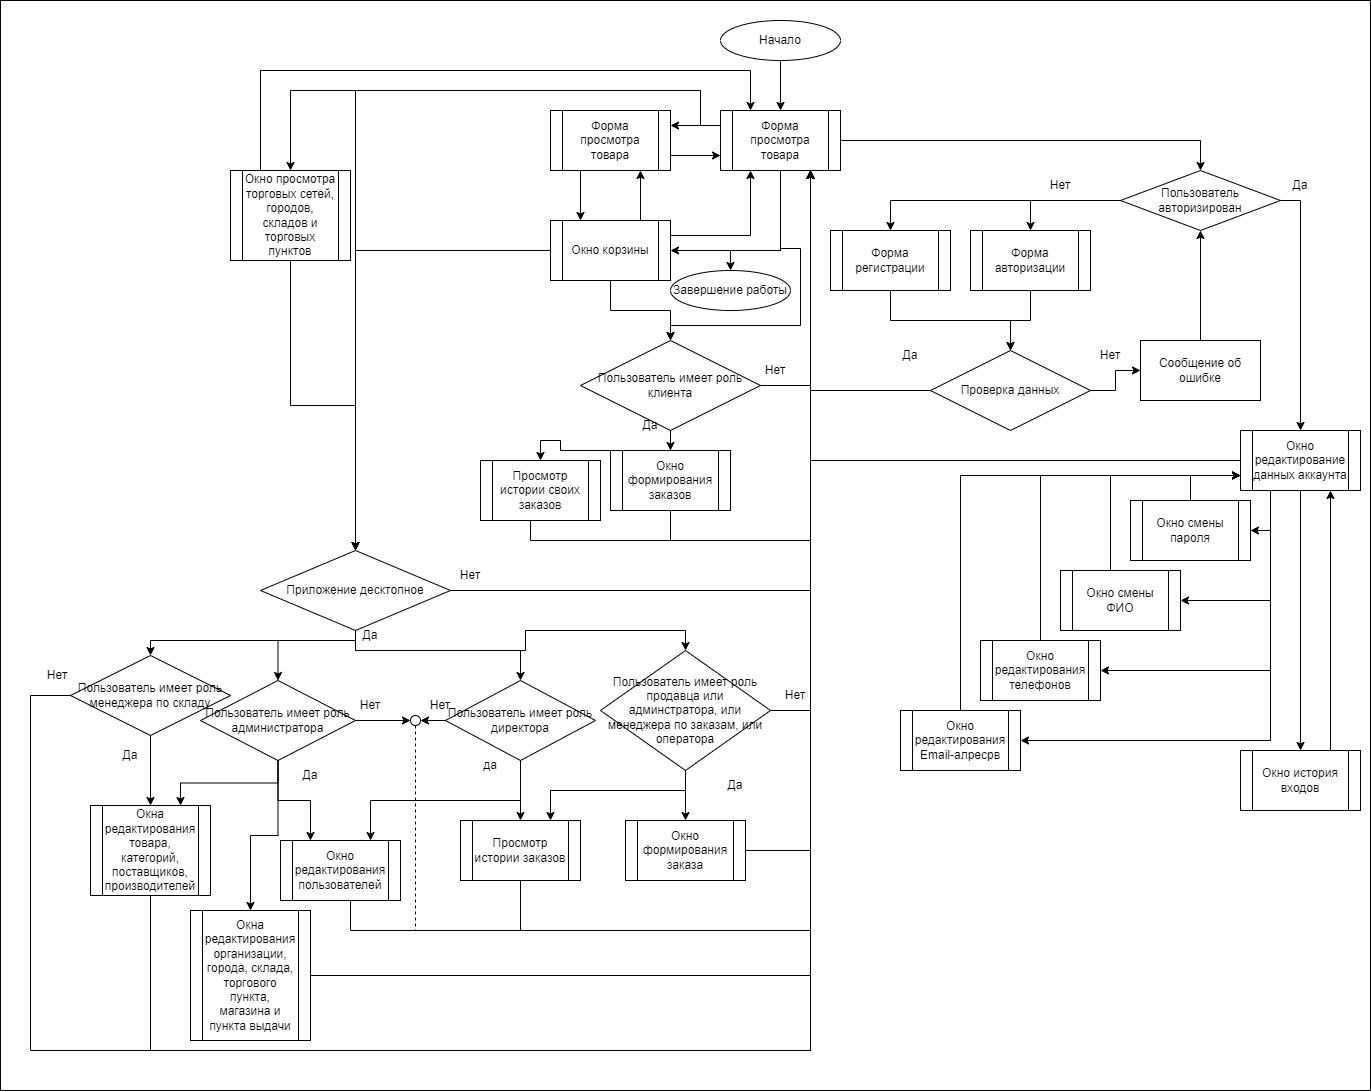 Начало
Форма
просмотра
товара
Форма
просмотра
товара
Окно просмотра
торговых сетей,
городов,
складов и
торговых
пунктов
Нет
Пользователь
авторизирован
Да
Окно корзины
Форма
регистрации
Форма
авторизации
Завершение работы
Да
Проверка данных
Нет
Сообщение об
ошибке
Пользователь имеет роль
клиента
Нет
Да
Просмотр
истории своих
заказов
Окно
формирования
заказов
Окно
редактирование
данных аккаунта
Окно смены
пароля
Окно смены
ФИО
Окно
редактирования
телефонов
Окно
редактирования
Email-алресрв
Окно история
входов
Приложение десктопное
Нет
Да
Нет
Пользователь имеет роль
менеджера по складу
Пользователь имеет роль
администратора
Нет
Нет
Пользователь имеет роль
директора
Пользователь имеет роль
продавца или
админстратора, или
менеджера по заказам, или
оператора
Нет
Да
Да
да
Да
Окна
редактирования
товара,
категорий,
поставщиков,
производителей
Окно
редактирования
пользователей
Просмотр
истории заказов
Окно
формирования
заказа
Окна
редактирования
организации,
города, склада,
торгового
пункта,
магазина и
пункта выдачи